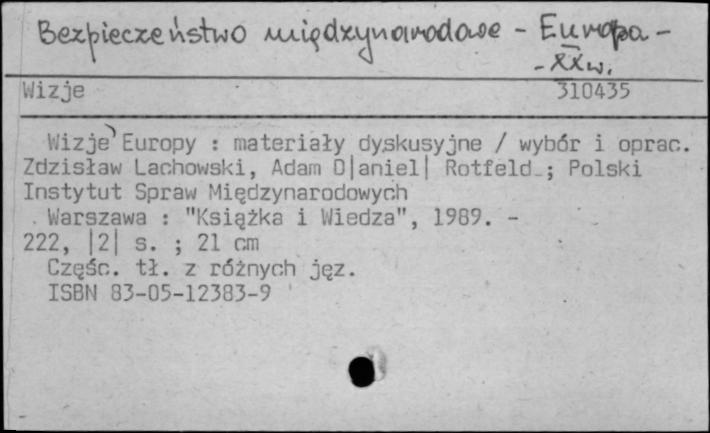 Bezpieczeństwo międzynarodowe - Europa -
- XX w.
Wizje 310435
Wizje Europy : materiały dyskusyjne / wybór i oprac.
Zdzisław Lachowski, Adam D|aniel| Rotfeld ; Polski
Instytut Spraw Międzynarodowych
Warszawa : "Książka i Wiedza", 1989. -
222, |2| s. ; 21 cm
Częśc. tł. z różnych jęz.
ISBN 83-05-12383-9